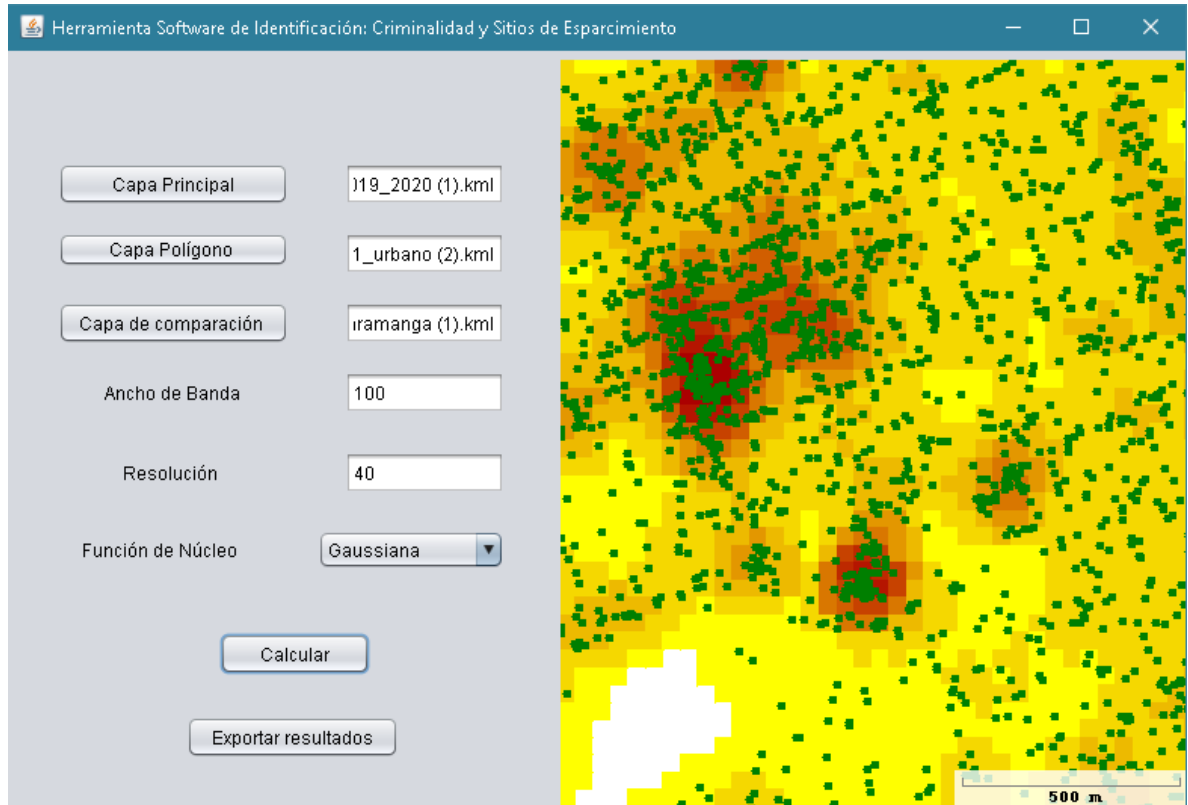 Herramienta Software de Identificación: Criminalidad y Sitios de Esparcimiento
Capa Principal
)19_2020 (1).kml
Capa Polígono
1_urbano (2).kml
Capa de comparación
ıramanga (1).kml
Ancho de Banda
100
Resolución
40
Función de Núcleo
Gaussiana
Calcular
Exportar resultados
500 m